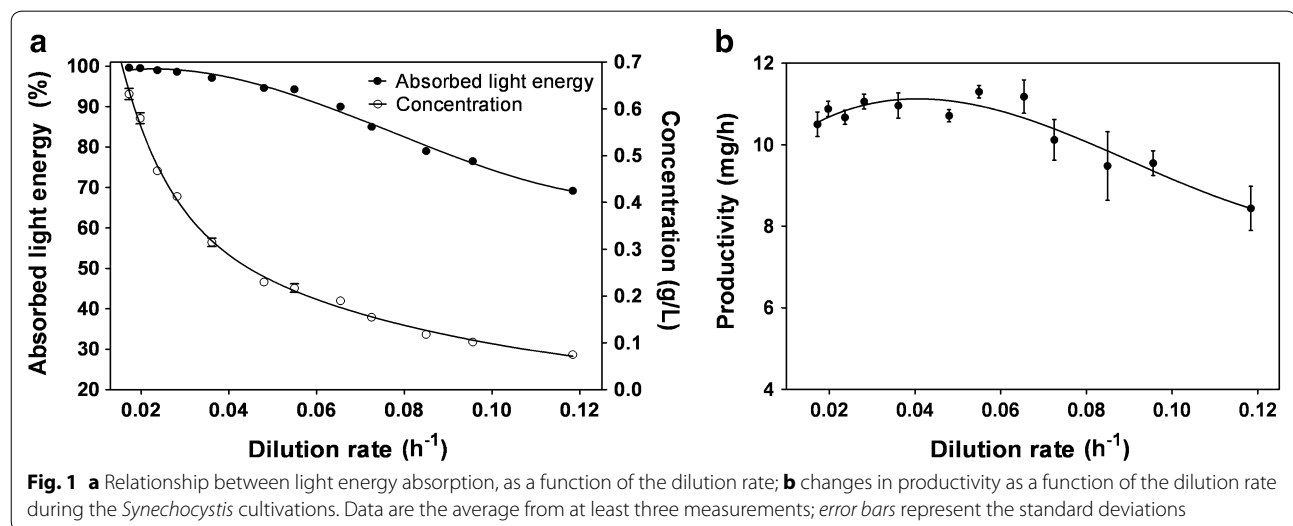 a
100
90
80
70
60
50
40
30
20
Absorbed light energy (%)
Absorbed light energy
Concentration
0.7
0.6
0.5
0.4
0.3
0.2
0.1
0.0
Concentration (g/L)
0.02 0.04 0.06 0.08 0.10 0.12
Dilution rate (h⁻¹)
b
12
10
8
6
4
Productivity (mg/h)
0.02 0.04 0.06 0.08 0.10 0.12
Dilution rate (h⁻¹)
Fig. 1 a Relationship between light energy absorption, as a function of the dilution rate; b changes in productivity as a function of the dilution rate
during the Synechocystis cultivations. Data are the average from at least three measurements; error bars represent the standard deviations